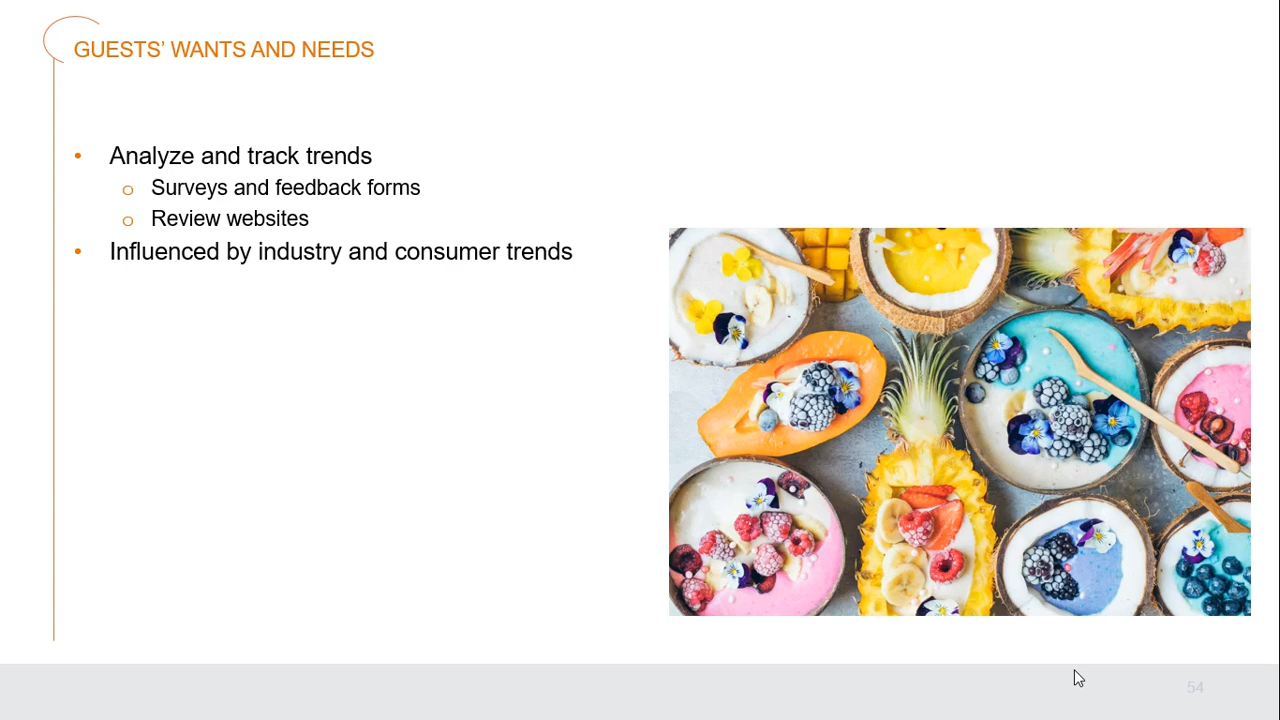 GUESTS’ WANTS AND NEEDS
• Analyze and track trends
o Surveys and feedback forms
o Review websites
• Influenced by industry and consumer trends
54